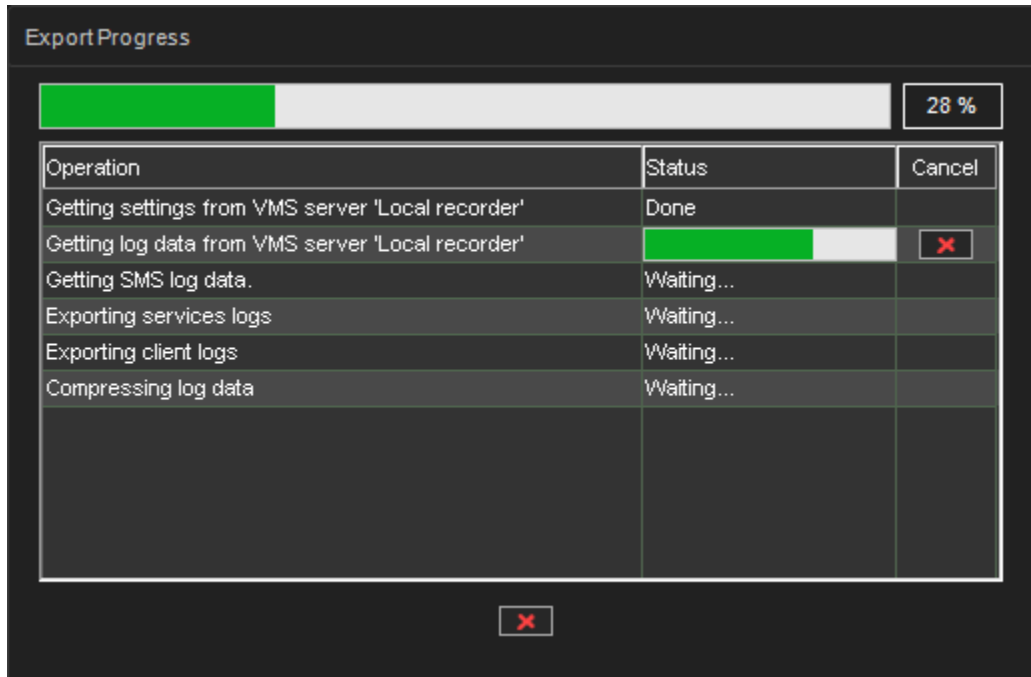 Export Progress
28 %
Operation Status Cancel
Getting settings from VMS server 'Local recorder' Done
Getting log data from VMS server 'Local recorder'
Getting SMS log data. Waiting...
Exporting services logs Waiting...
Exporting client logs Waiting...
Compressing log data Waiting...